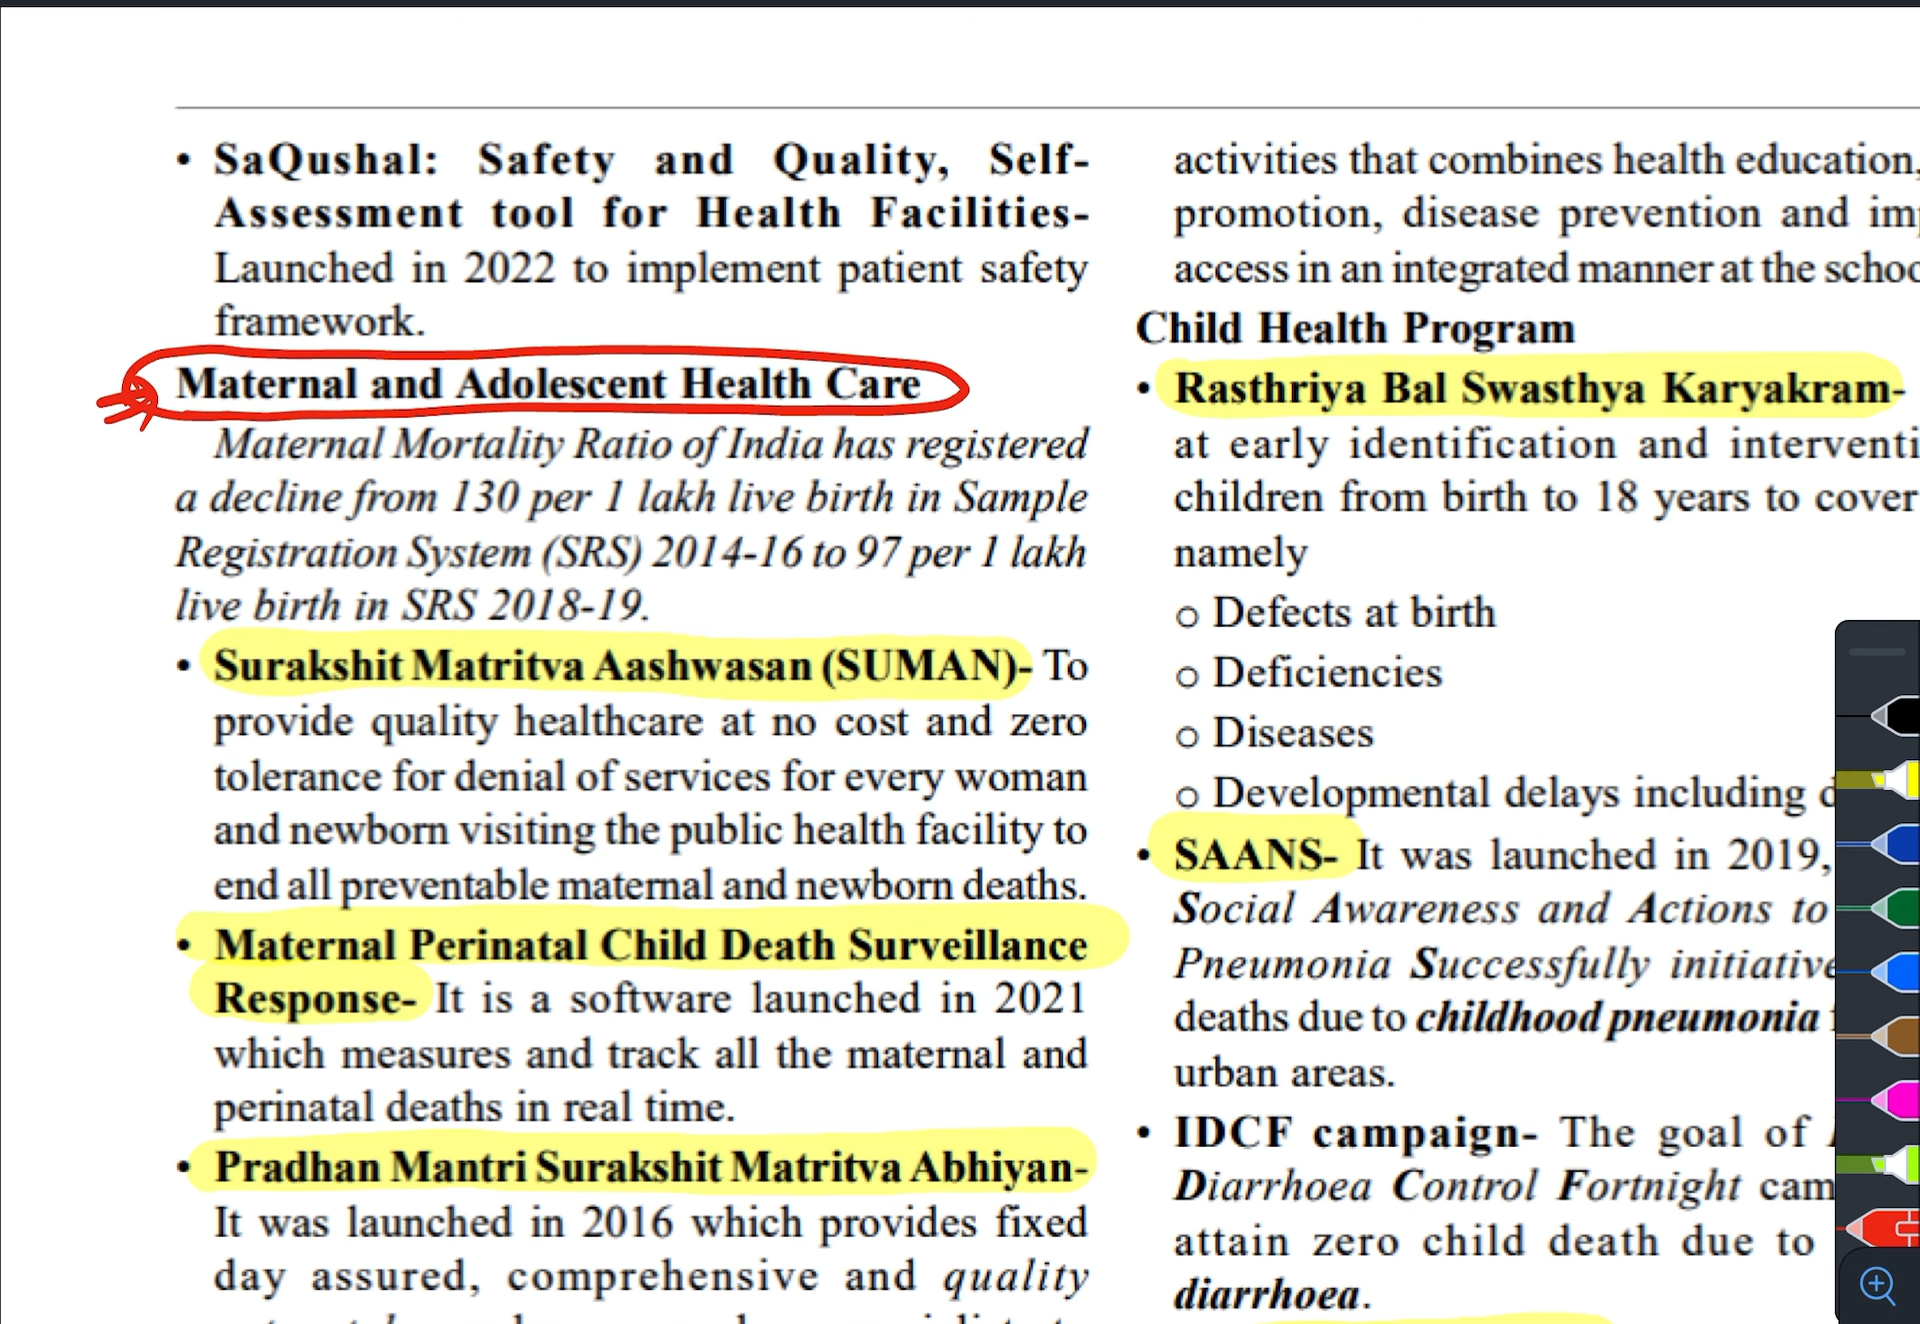 • SaQushal: Safety and Quality, Self-
Assessment tool for Health Facilities-
Launched in 2022 to implement patient safety
framework.
Maternal and Adolescent Health Care
Maternal Mortality Ratio of India has registered
a decline from 130 per 1 lakh live birth in Sample
Registration System (SRS) 2014-16 to 97 per 1 lakh
live birth in SRS 2018-19.
• Surakshit Matritva Aashwasan (SUMAN)- To
provide quality healthcare at no cost and zero
tolerance for denial of services for every woman
and newborn visiting the public health facility to
end all preventable maternal and newborn deaths.
• Maternal Perinatal Child Death Surveillance
Response- It is a software launched in 2021
which measures and track all the maternal and
perinatal deaths in real time.
• Pradhan Mantri Surakshit Matritva Abhiyan-
It was launched in 2016 which provides fixed
day assured, comprehensive and quality
activities that combines health education,
promotion, disease prevention and
access in an integrated manner at the
Child Health Program
• Rasthriya Bal Swasthya Karyakram-
at early identification and
children from birth to 18 years to cover
namely
o Defects at birth
o Deficiencies
o Diseases
o Developmental delays including
• SAANS- It was launched in 2019,
Social Awareness and Actions to
Pneumonia Successfully initiative
deaths due to childhood pneumonia
urban areas.
• IDCF campaign- The goal of
Diarrhoea Control Fortnight
attain zero child death due to
diarrhoea.